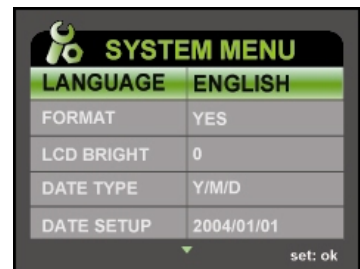 SYSTEM MENU
LANGUAGE ENGLISH
FORMAT YES
LCD BRIGHT 0
DATE TYPE Y/M/D
DATE SETUP 2004/01/01
set: ok